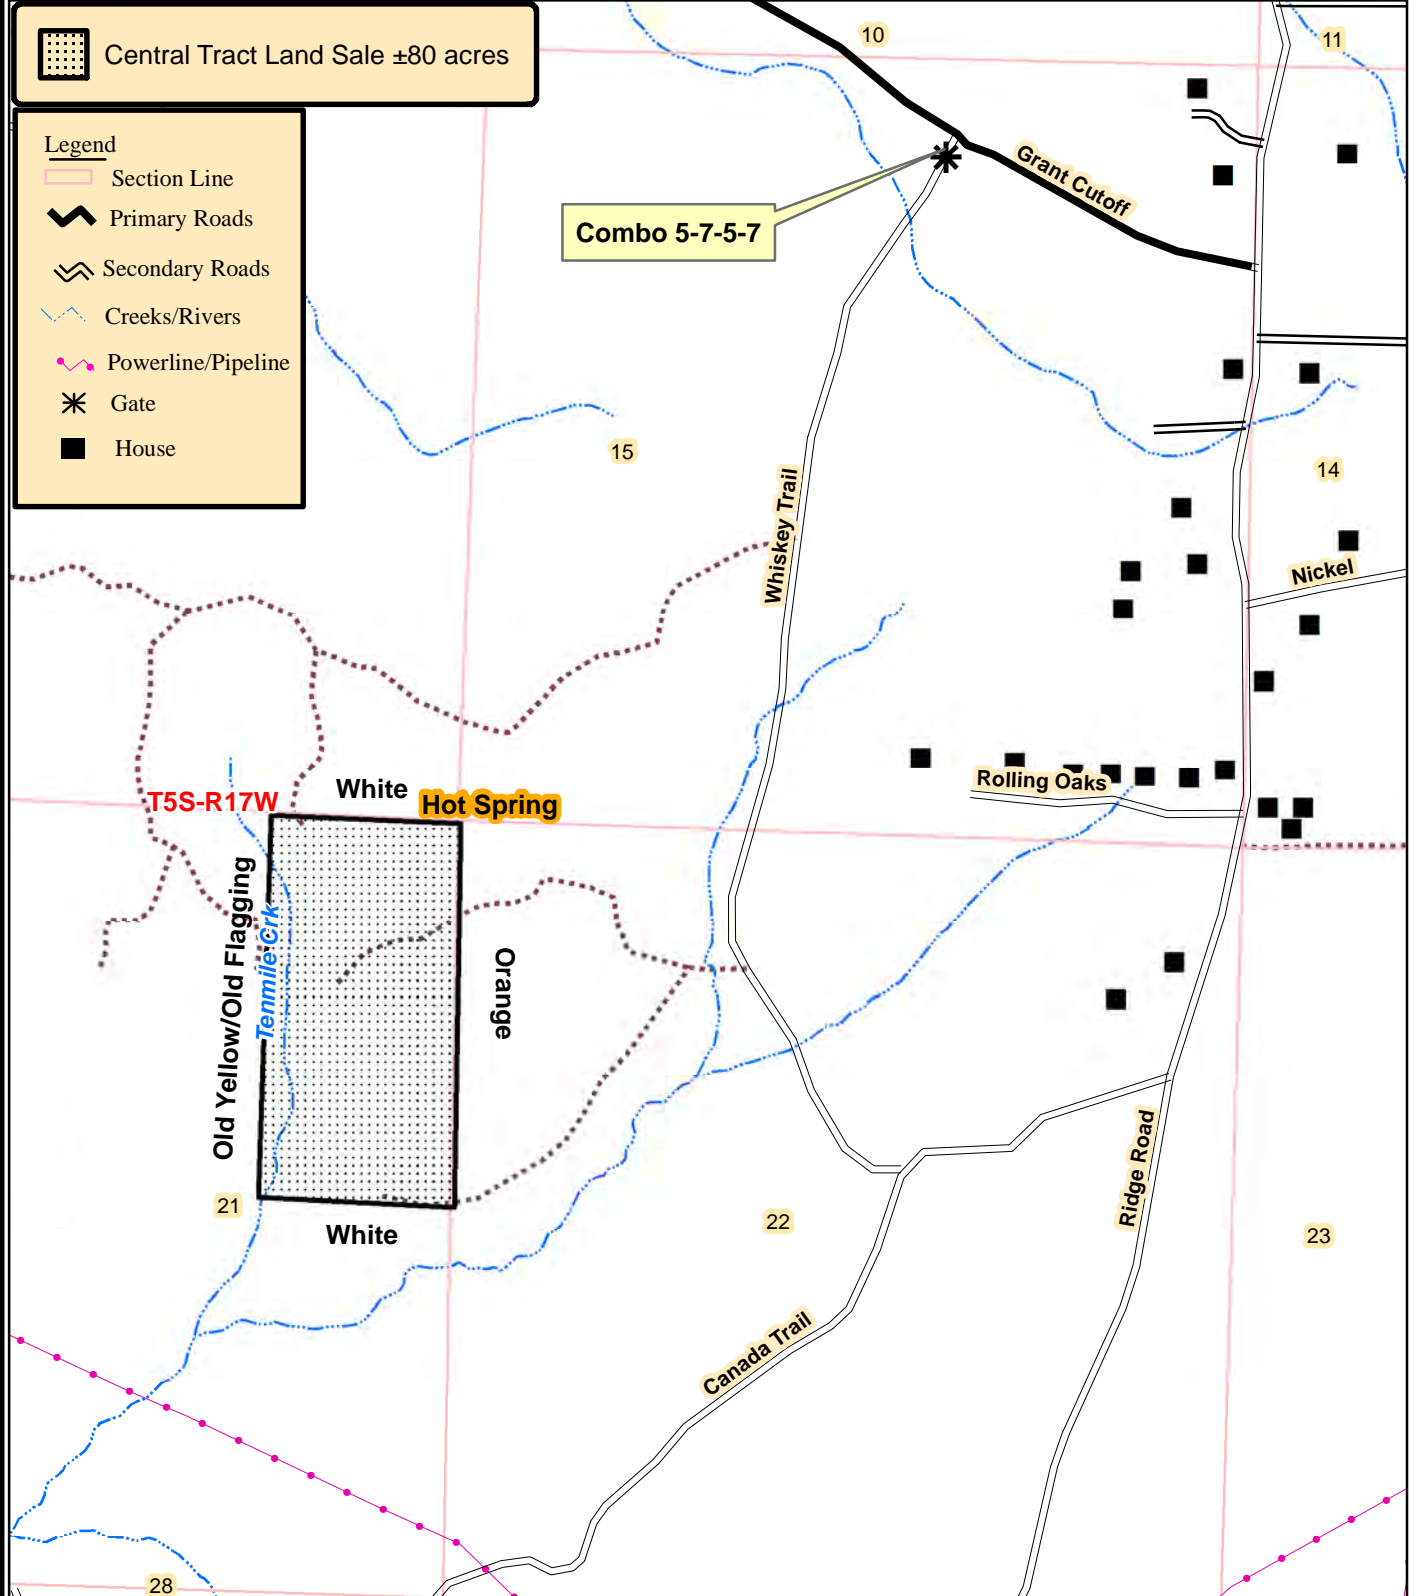 Central Tract Land Sale ±80 acres
Legend
Section Line
Primary Roads
Secondary Roads
Creeks/Rivers
Powerline/Pipeline
Gate
House
10
11
Grant Cutoff
Combo 5-7-5-7
15
14
Whiskey Trail
Nickel
Rolling Oaks
T5S-R17W
White
Hot Spring
Old Yellow/Old Flagging
Tenmile Crk
Orange
21
White
22
Ridge Road
23
Canada Trail
28